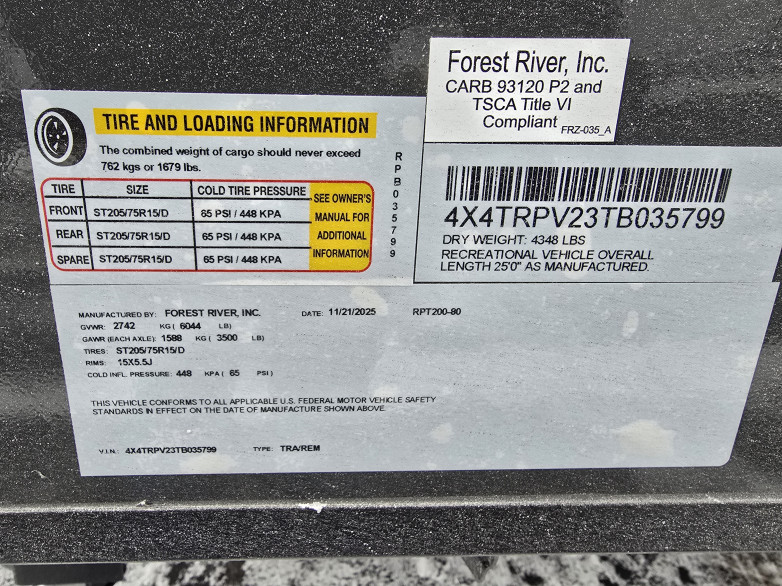 Forest River, Inc.
CARB 93120 P2 and
TSCA Title VI
Compliant
FRZ-035_A
TIRE AND LOADING INFORMATION
The combined weight of cargo should never exceed
762 kgs or 1679 lbs.
TIRE SIZE COLD TIRE PRESSURE
FRONT ST205/75R15/D 65 PSI / 448 KPA
REAR ST205/75R15/D 65 PSI / 448 KPA
SPARE ST205/75R15/D 65 PSI / 448 KPA
SEE OWNER'S
MANUAL FOR
ADDITIONAL
INFORMATION
RPB035799
4X4TRPV23TB035799
DRY WEIGHT: 4348 LBS
RECREATIONAL VEHICLE OVERALL
LENGTH 25'0" AS MANUFACTURED.
MANUFACTURED BY: FOREST RIVER, INC. DATE: 11/21/2025 RPT200-80
GVWR: 2742 KG ( 6044 LB)
GAWR (EACH AXLE): 1588 KG ( 3500 LB)
TIRES: ST205/75R15/D
RIMS: 15X5.5J
COLD INFL. PRESSURE: 448 KPA ( 65 PSI )
THIS VEHICLE CONFORMS TO ALL APPLICABLE U.S. FEDERAL MOTOR VEHICLE SAFETY
STANDARDS IN EFFECT ON THE DATE OF MANUFACTURE SHOWN ABOVE.
V.I.N.: 4X4TRPV23TB035799 TYPE: TRA/REM